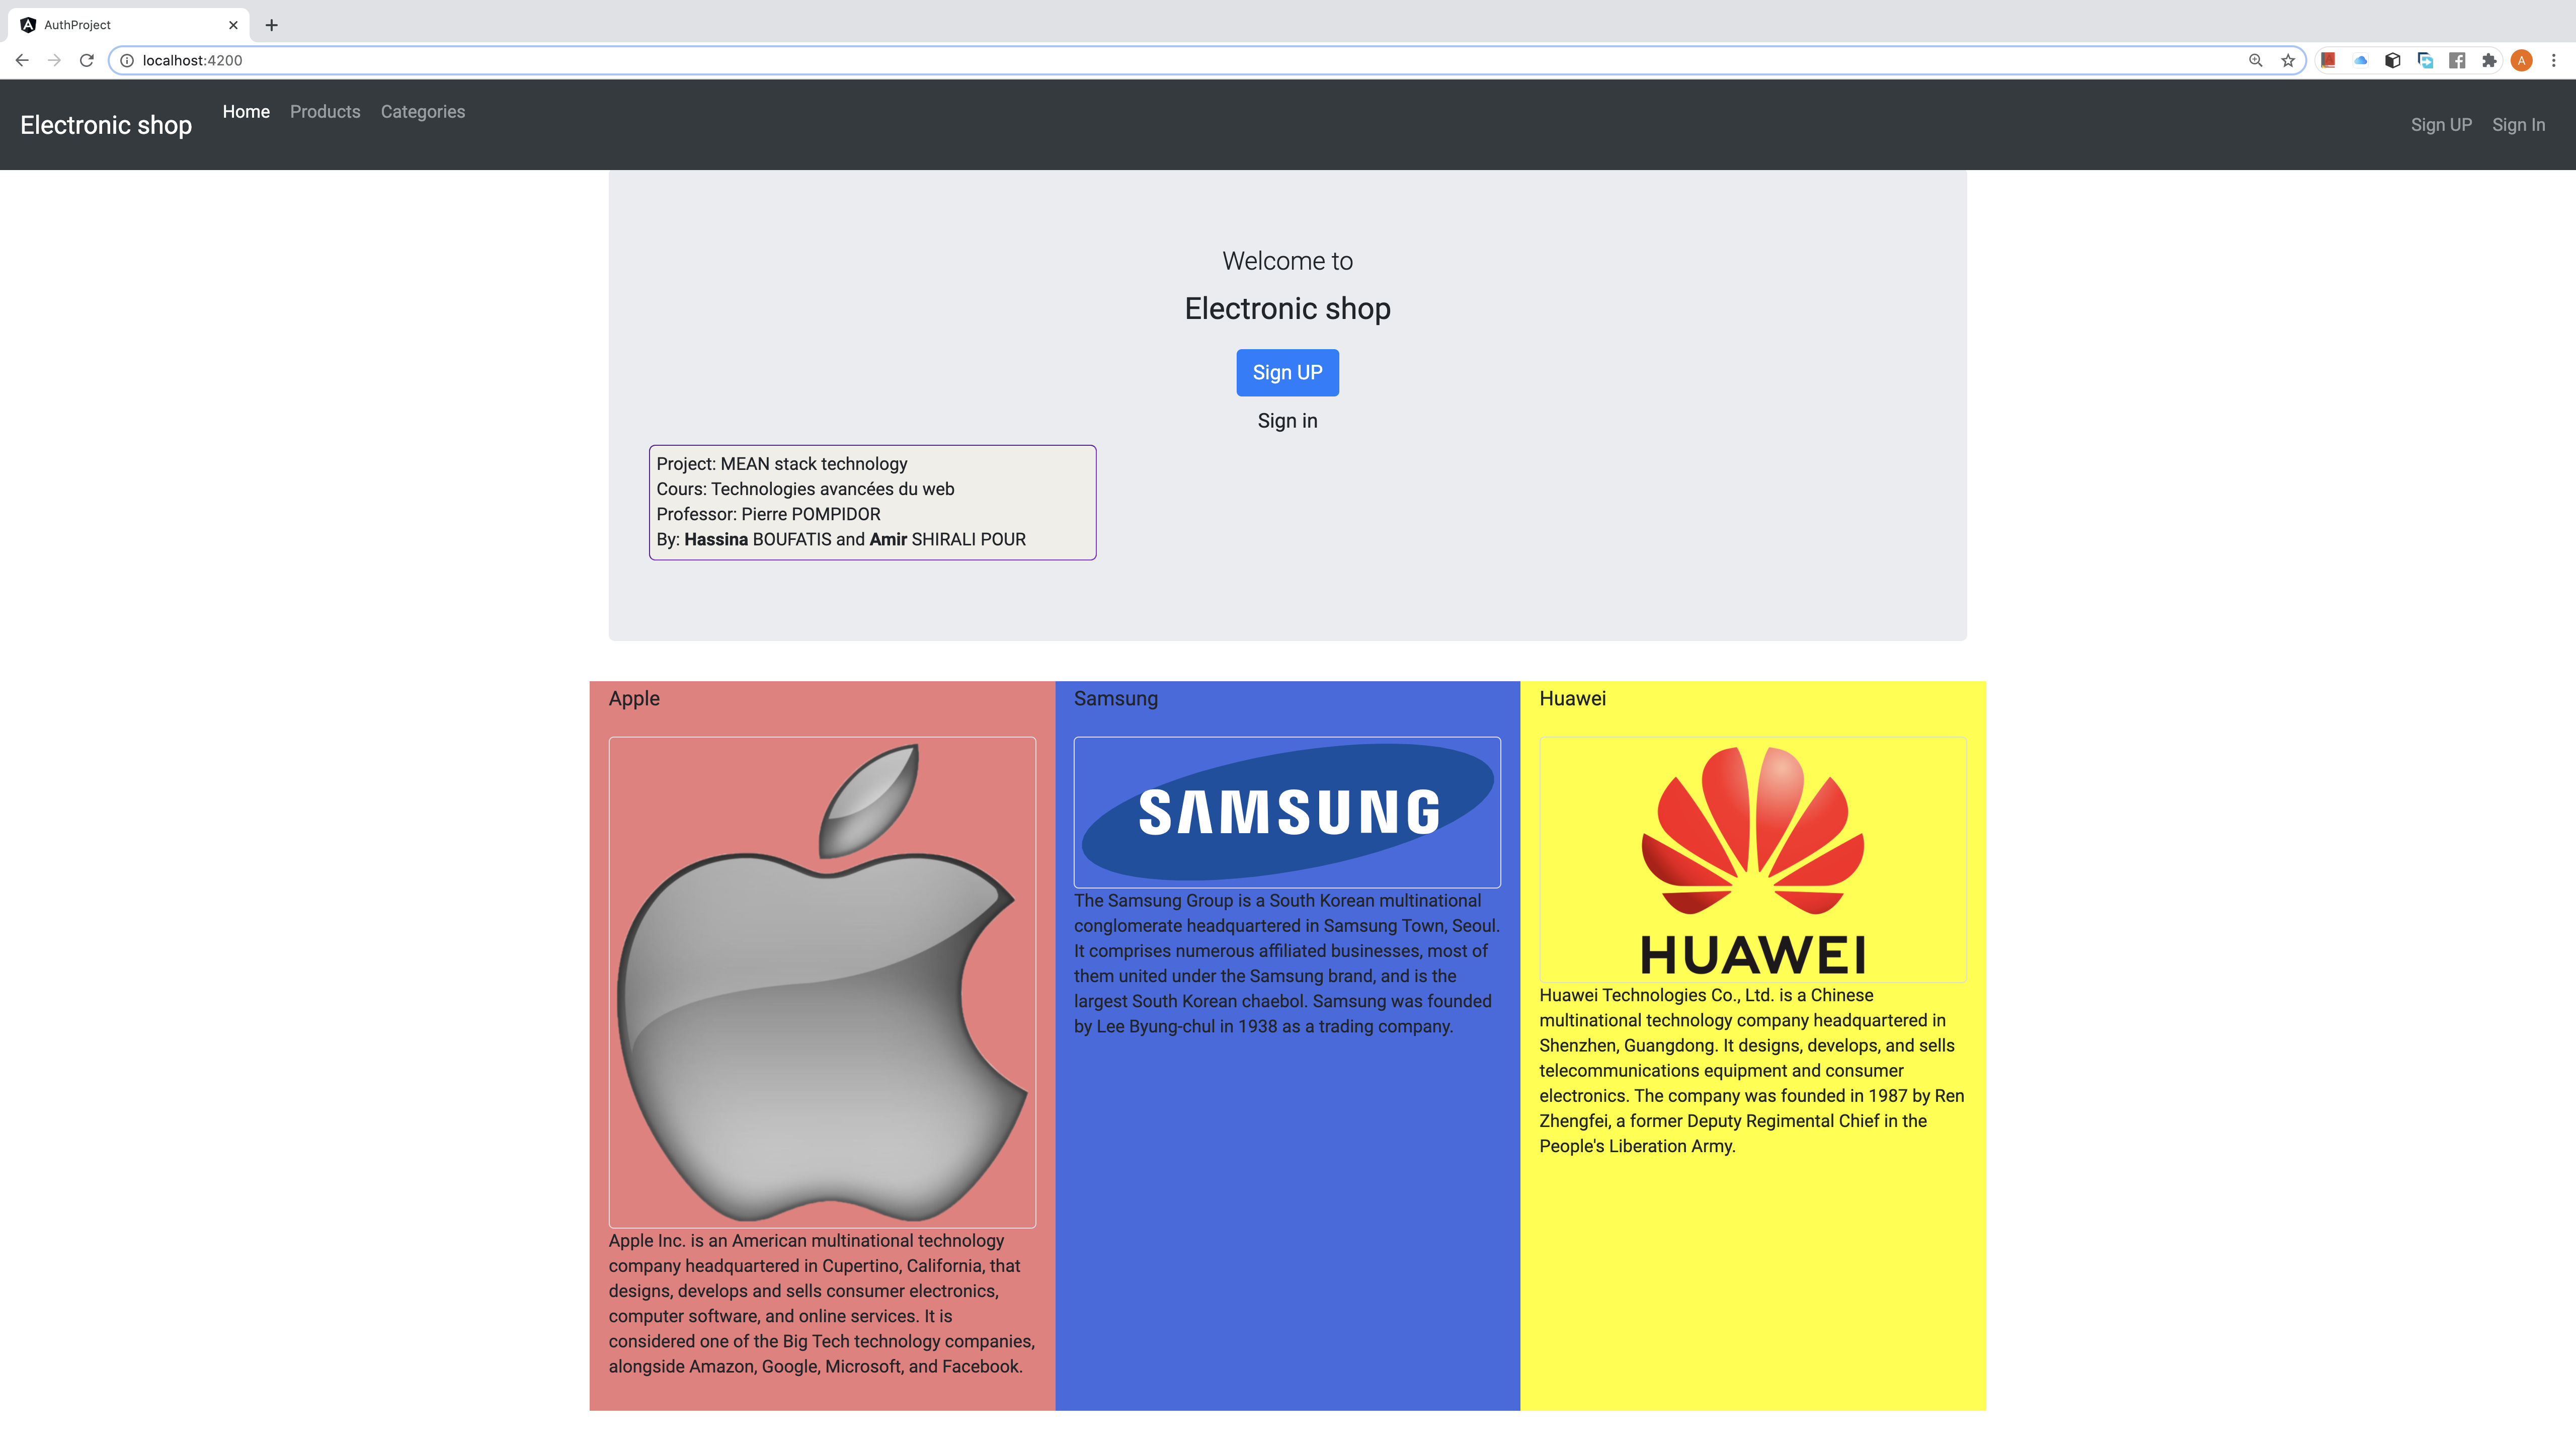 AuthProject
localhost:4200
A
Electronic shop Home Products Categories Sign UP Sign In
Welcome to
Electronic shop
Sign UP
Sign in
Project: MEAN stack technology
Cours: Technologies avancées du web
Professor: Pierre POMPIDOR
By: Hassina BOUFATIS and Amir SHIRALI POUR
Apple
Apple Inc. is an American multinational technology
company headquartered in Cupertino, California, that
designs, develops and sells consumer electronics,
computer software, and online services. It is
considered one of the Big Tech technology companies,
alongside Amazon, Google, Microsoft, and Facebook.
Samsung
SAMSUNG
The Samsung Group is a South Korean multinational
conglomerate headquartered in Samsung Town, Seoul.
It comprises numerous affiliated businesses, most of
them united under the Samsung brand, and is the
largest South Korean chaebol. Samsung was founded
by Lee Byung-chul in 1938 as a trading company.
Huawei
HUAWEI
Huawei Technologies Co., Ltd. is a Chinese
multinational technology company headquartered in
Shenzhen, Guangdong. It designs, develops, and sells
telecommunications equipment and consumer
electronics. The company was founded in 1987 by Ren
Zhengfei, a former Deputy Regimental Chief in the
People's Liberation Army.